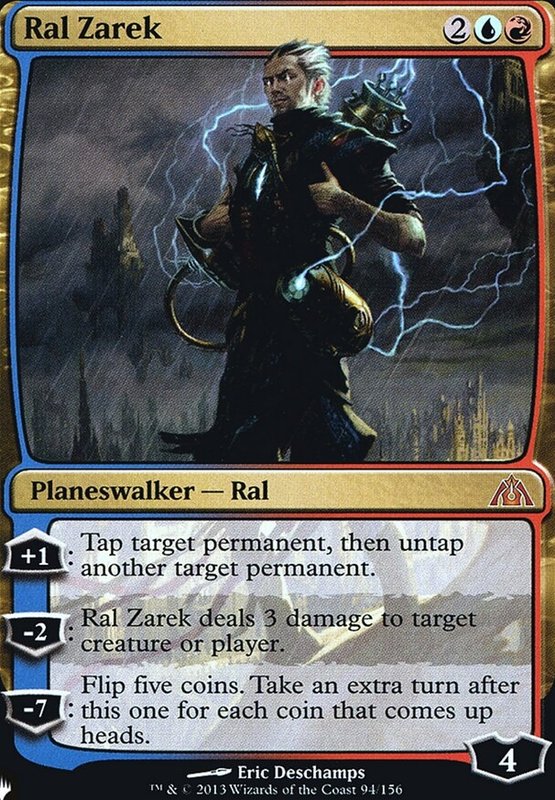 Ral Zarek 2
Planeswalker — Ral
+1: Tap target permanent, then untap
another target permanent.
-2: Ral Zarek deals 3 damage to target
creature or player.
-7: Flip five coins. Take an extra turn after
this one for each coin that comes up
heads.
4
Eric Deschamps
™ & © 2013 Wizards of the Coast 94/156